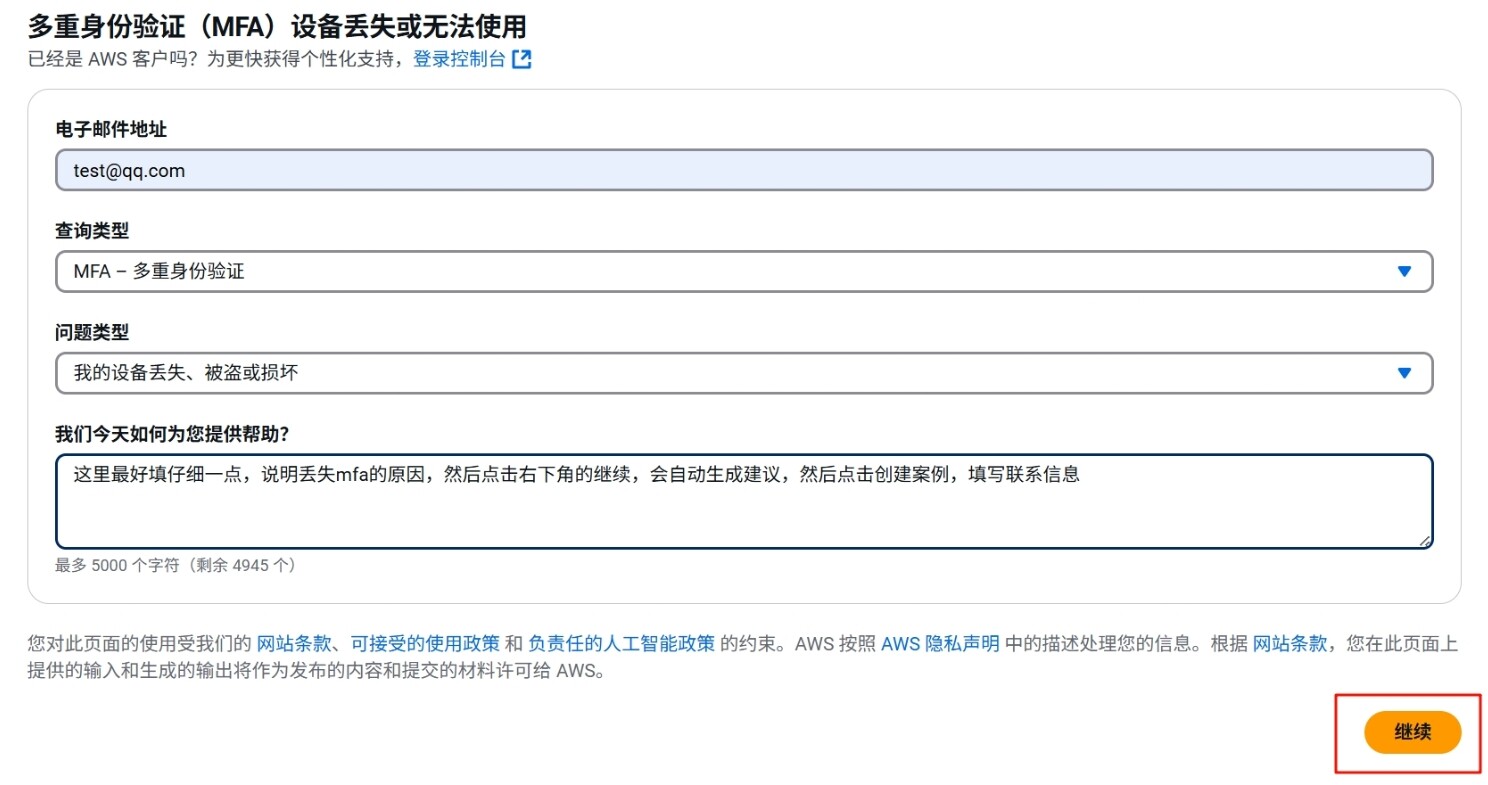 多重身份验证（MFA）设备丢失或无法使用
已经是 AWS 客户吗？为更快获得个性化支持，登录控制台
电子邮件地址
test@qq.com
查询类型
MFA – 多重身份验证
问题类型
我的设备丢失、被盗或损坏
我们今天如何为您提供帮助？
这里最好填仔细一点，说明丢失mfa的原因，然后点击右下角的继续，会自动生成建议，然后点击创建案例，填写联系信息
最多 5000 个字符（剩余 4945 个）
您对此页面的使用受我们的 网站条款、可接受的使用政策 和 负责任的人工智能政策 的约束。AWS 按照 AWS 隐私声明 中的描述处理您的信息。根据 网站条款，您在此页面上
提供的输入和生成的输出将作为发布的内容和提交的材料许可给 AWS。
继续